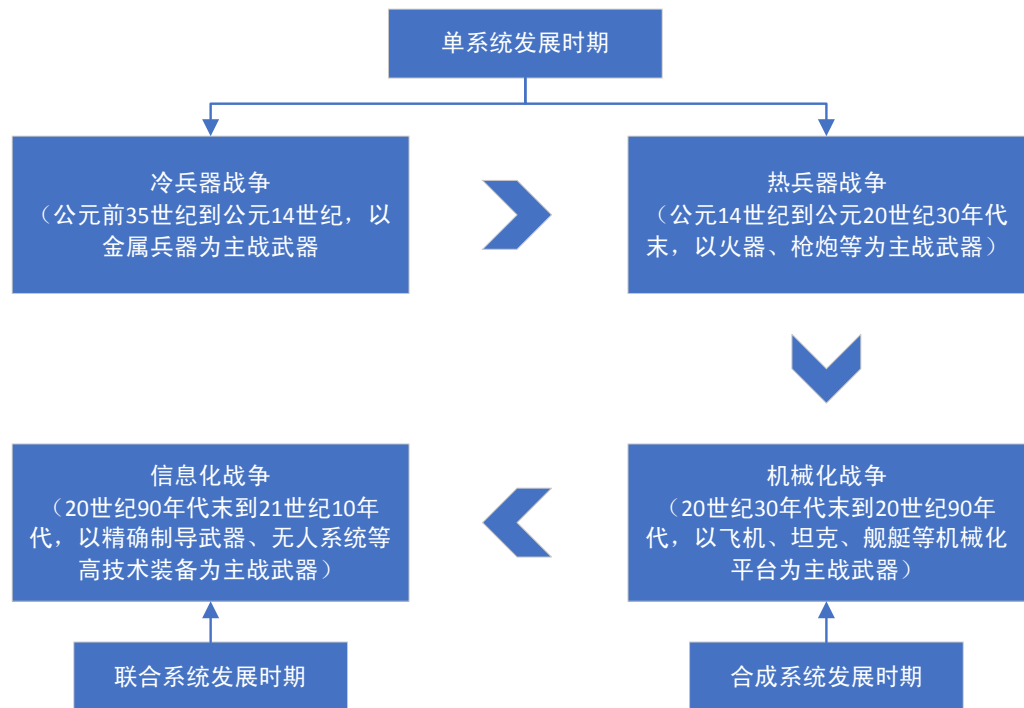 单系统发展时期
冷兵器战争
（公元前35世纪到公元14世纪，以
金属兵器为主战武器
热兵器战争
（公元14世纪到公元20世纪30年代
末，以火器、枪炮等为主战武器）
信息化战争
（20世纪90年代末到21世纪10年
代，以精确制导武器、无人系统等
高技术装备为主战武器）
机械化战争
（20世纪30年代末到20世纪90年
代，以飞机、坦克、舰艇等机械化
平台为主战武器）
联合系统发展时期
合成系统发展时期